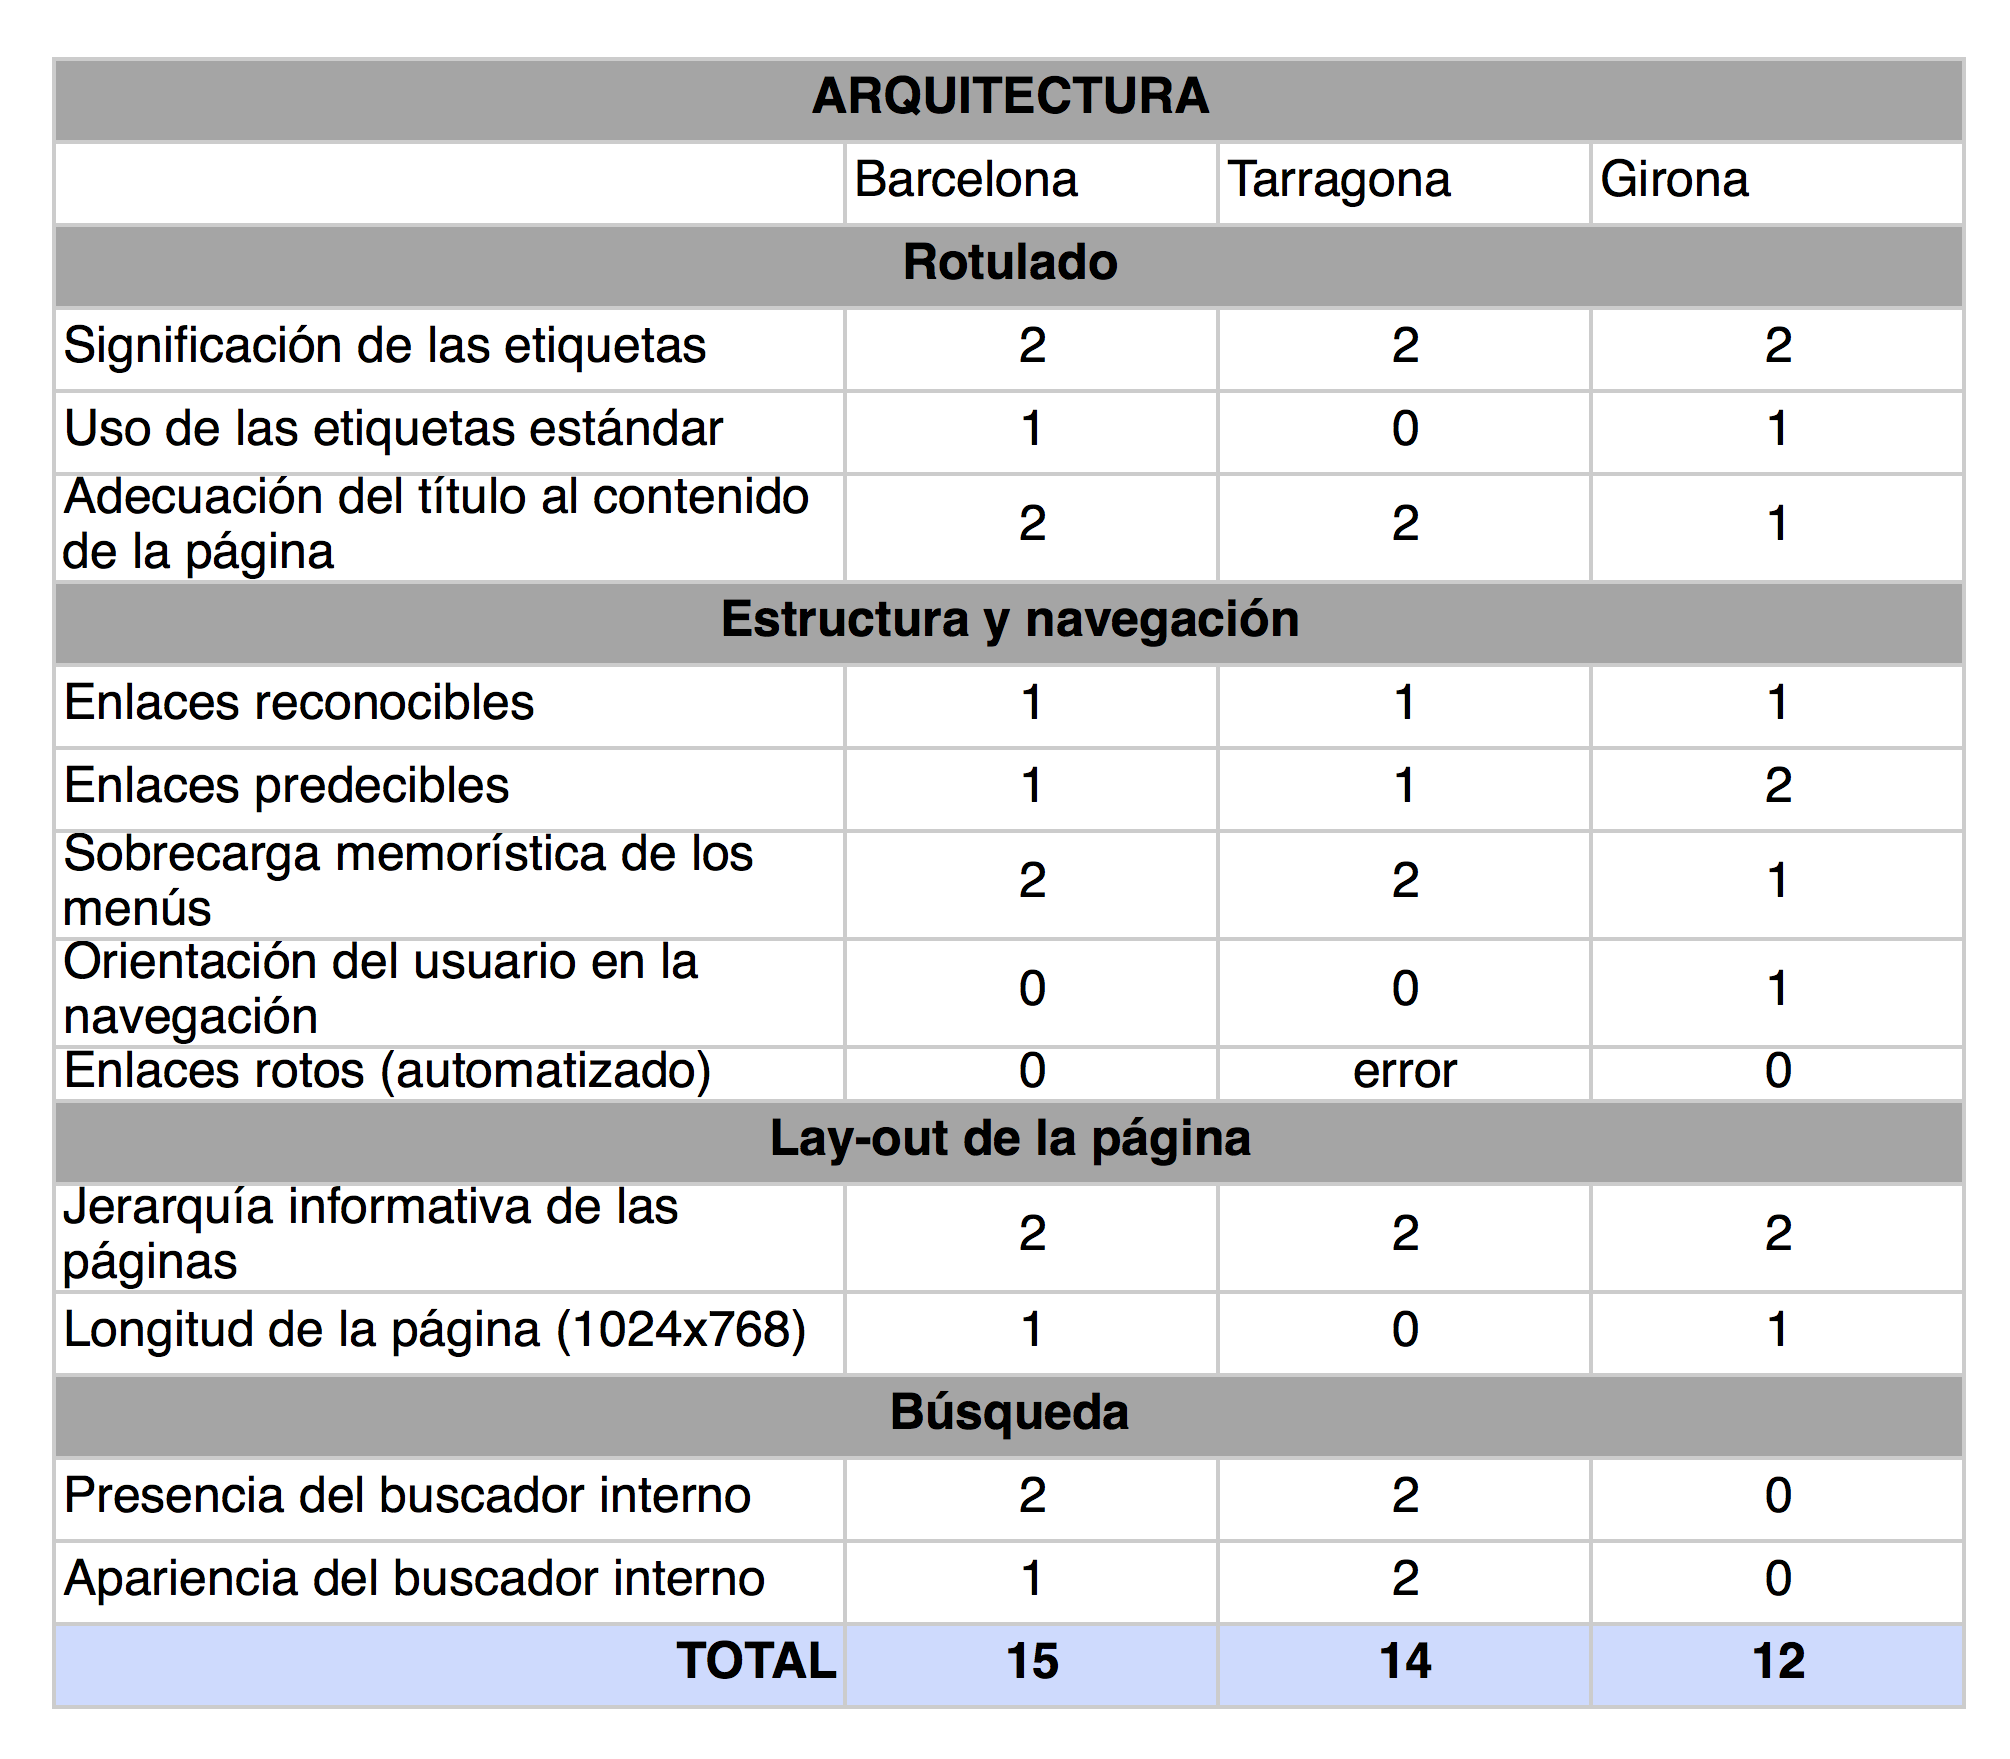 ARQUITECTURA
Barcelona Tarragona Girona
Rotulado
Significación de las etiquetas 2 2 2
Uso de las etiquetas estándar 1 0 1
Adecuación del título al contenido
de la página 2 2 1
Estructura y navegación
Enlaces reconocibles 1 1 1
Enlaces predecibles 1 1 2
Sobrecarga memorística de los
menús 2 2 1
Orientación del usuario en la
navegación 0 0 1
Enlaces rotos (automatizado) 0 error 0
Lay-out de la página
Jerarquía informativa de las
páginas 2 2 2
Longitud de la página (1024x768) 1 0 1
Búsqueda
Presencia del buscador interno 2 2 0
Apariencia del buscador interno 1 2 0
TOTAL 15 14 12